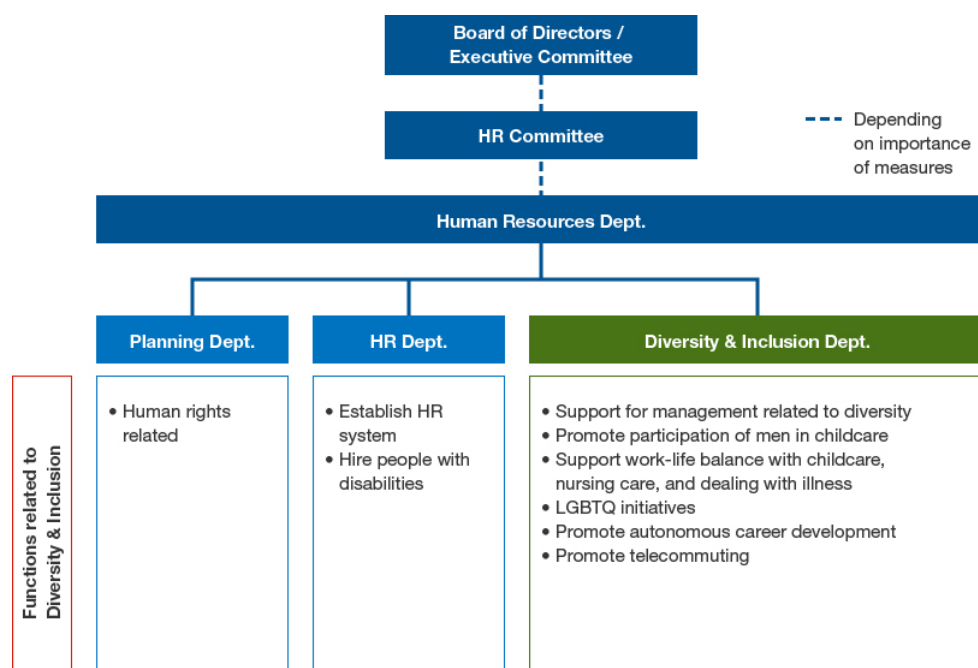 Board of Directors /
Executive Committee
HR Committee
Depending
on importance
of measures
Human Resources Dept.
Planning Dept.
HR Dept.
Diversity & Inclusion Dept.
Functions related to
Diversity & Inclusion
• Human rights
related
• Establish HR
system
• Hire people with
disabilities
• Support for management related to diversity
• Promote participation of men in childcare
• Support work-life balance with childcare,
nursing care, and dealing with illness
• LGBTQ initiatives
• Promote autonomous career development
• Promote telecommuting